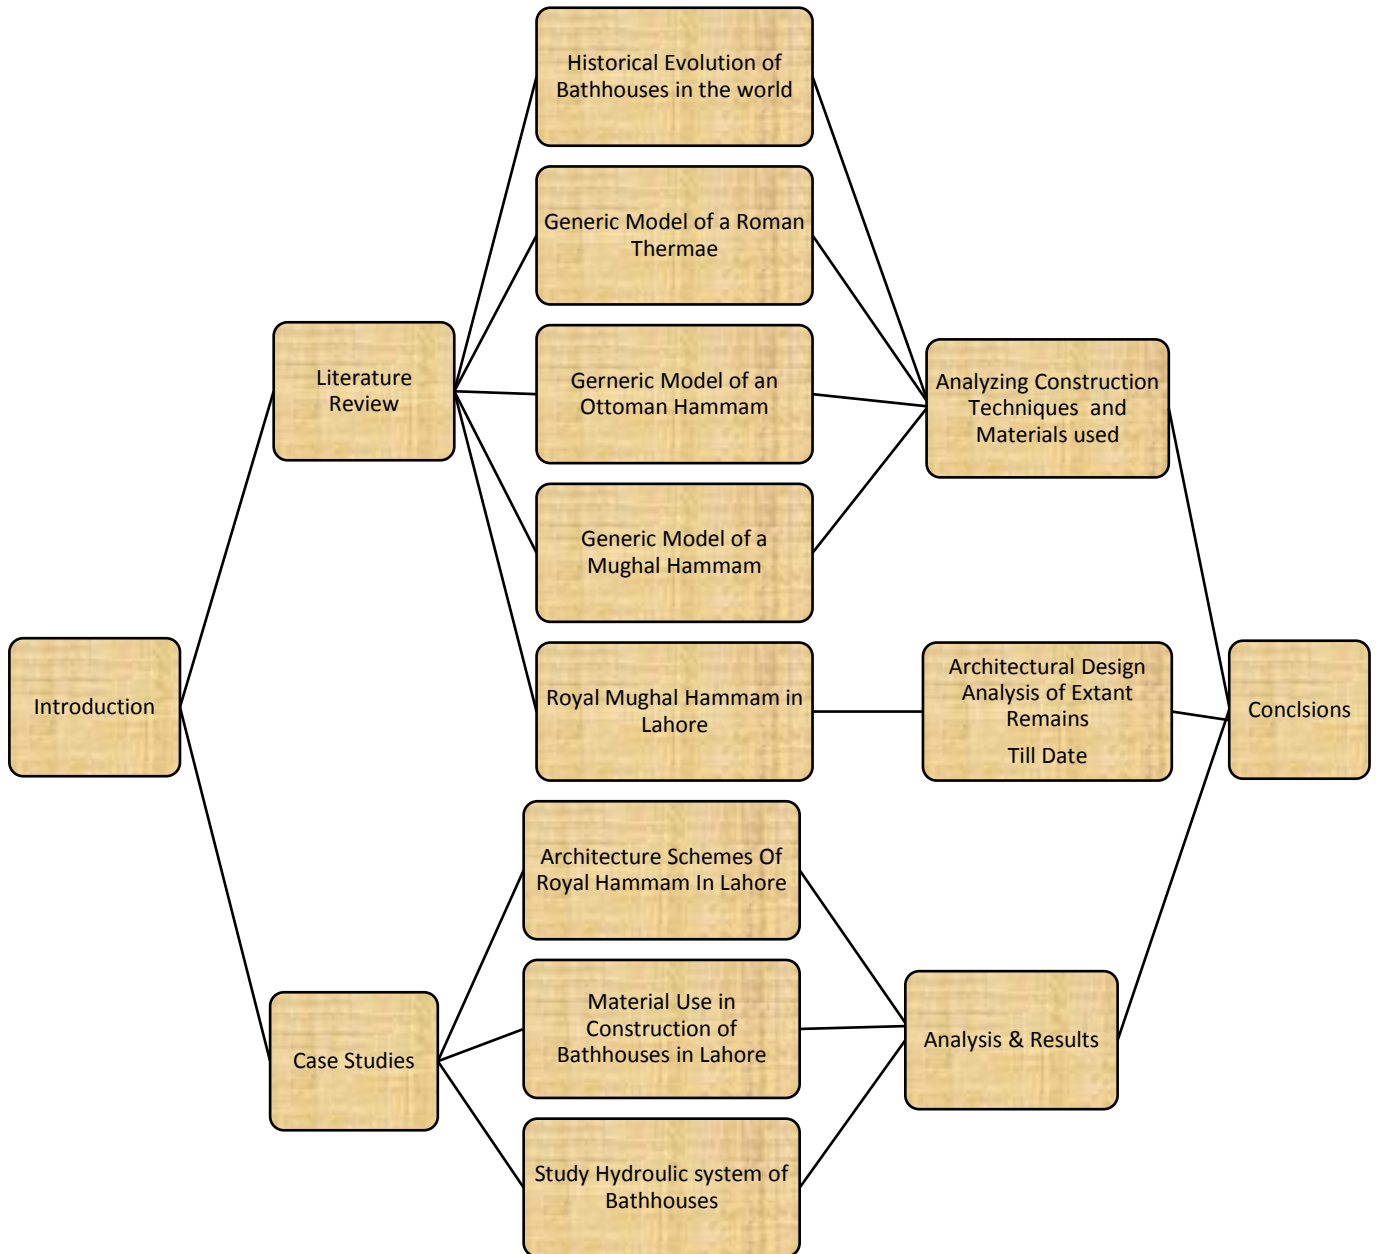 Introduction
Literature
Review
Case Studies
Historical Evolution of
Bathhouses in the world
Generic Model of a Roman
Thermae
Gerneric Model of an
Ottoman Hammam
Generic Model of a
Mughal Hammam
Royal Mughal Hammam in
Lahore
Architecture Schemes Of
Royal Hammam In Lahore
Material Use in
Construction of
Bathhouses in Lahore
Study Hydroulic system of
Bathhouses
Analyzing Construction
Techniques and
Materials used
Architectural Design
Analysis of Extant
Remains
Till Date
Analysis & Results
Conclsions